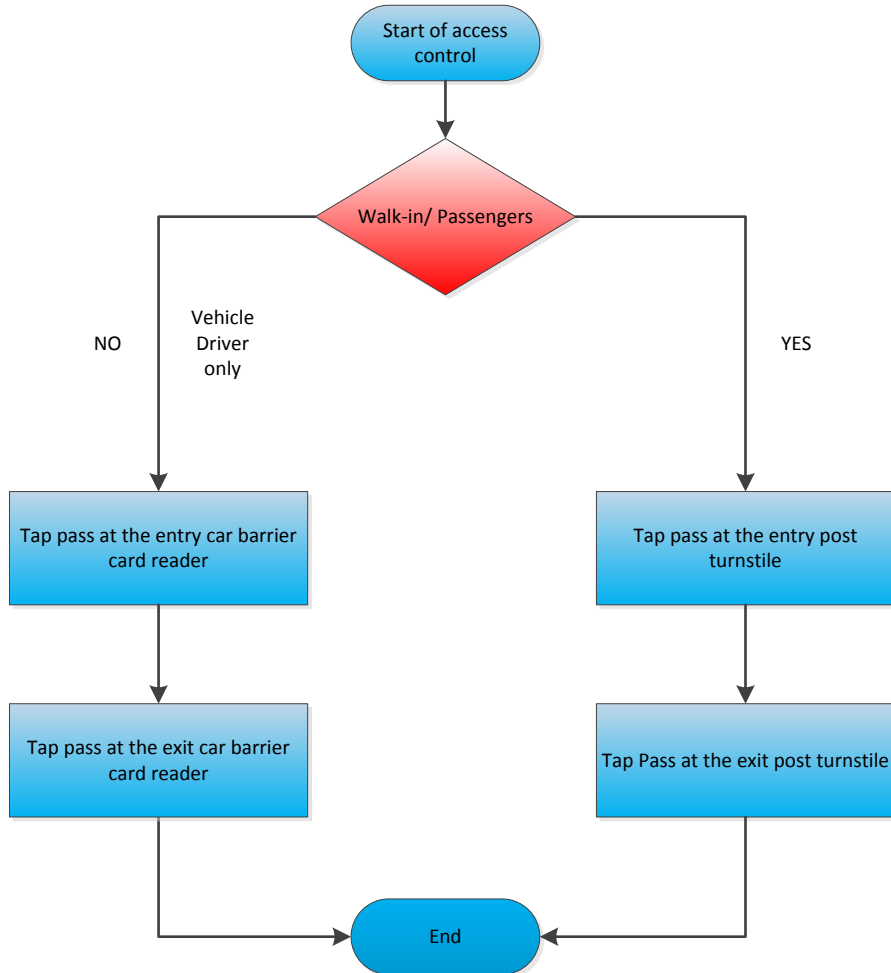 Start of access
control
Walk-in/ Passengers
NO
Vehicle
Driver
only
YES
Tap pass at the entry car barrier
card reader
Tap pass at the entry post
turnstile
Tap pass at the exit car barrier
card reader
Tap Pass at the exit post turnstile
End